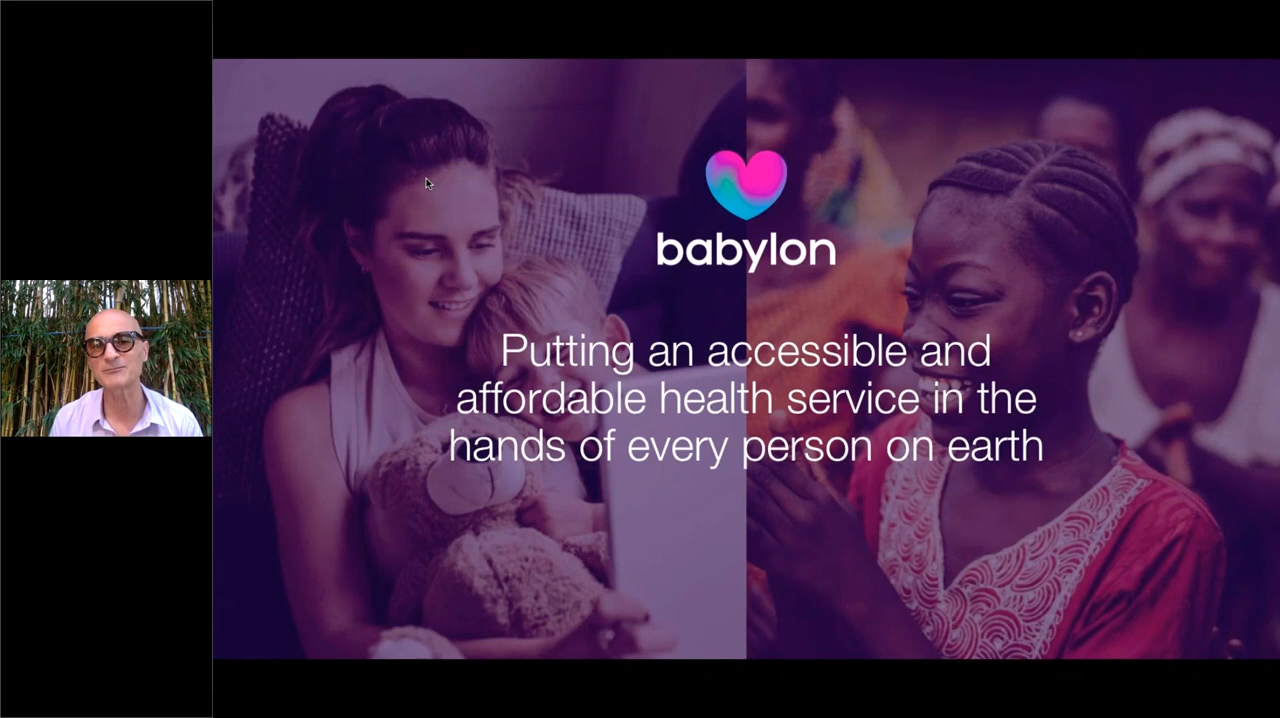 babylon
Putting an accessible and
affordable health service in the
hands of every person on earth